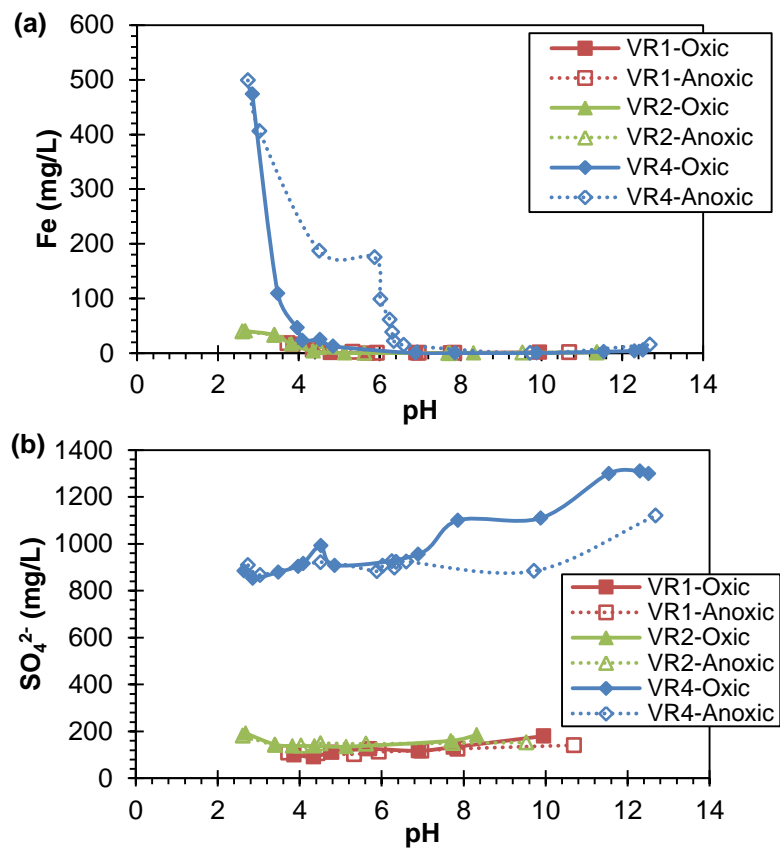 (a)
600
500
400
300
200
100
0
Fe (mg/L)
0 2 4 6 8 10 12 14
pH
VR1-Oxic
VR1-Anoxic
VR2-Oxic
VR2-Anoxic
VR4-Oxic
VR4-Anoxic
(b)
1400
1200
1000
800
600
400
200
0
SO₄²⁻ (mg/L)
0 2 4 6 8 10 12 14
pH
VR1-Oxic
VR1-Anoxic
VR2-Oxic
VR2-Anoxic
VR4-Oxic
VR4-Anoxic